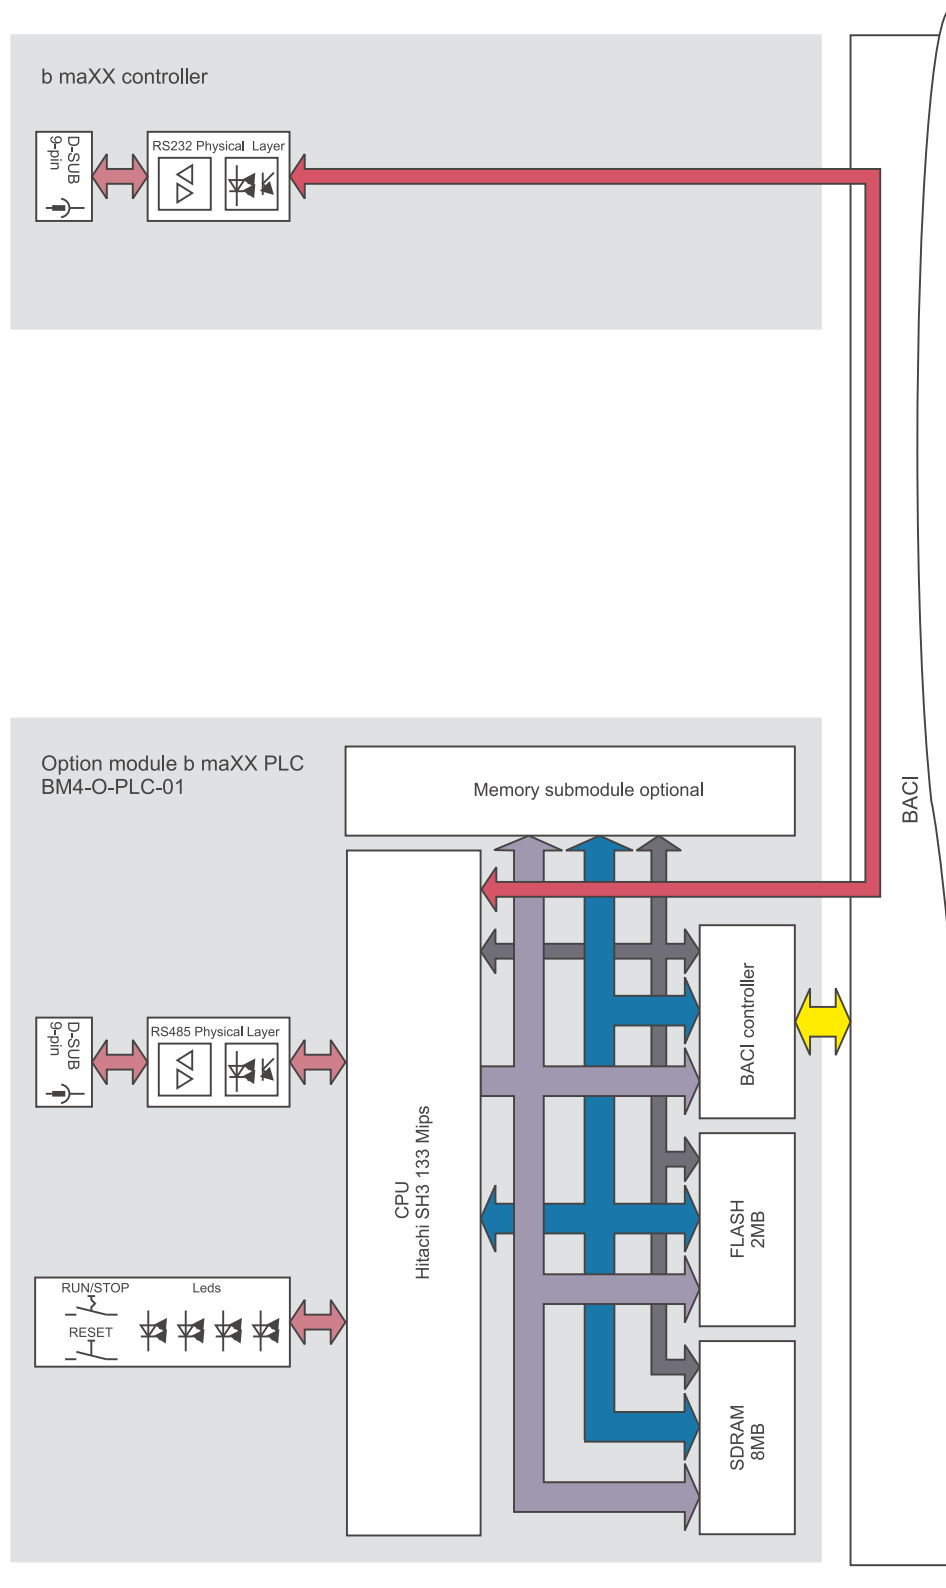 b maXX controller
D-SUB
9-pin
RS232 Physical Layer
BACI
Option module b maXX PLC
BM4-O-PLC-01
Memory submodule optional
D-SUB
9-pin
RS485 Physical Layer
CPU
Hitachi SH3 133 Mips
BACI controller
FLASH
2MB
RUN/STOP
Leds
RESET
SDRAM
8MB